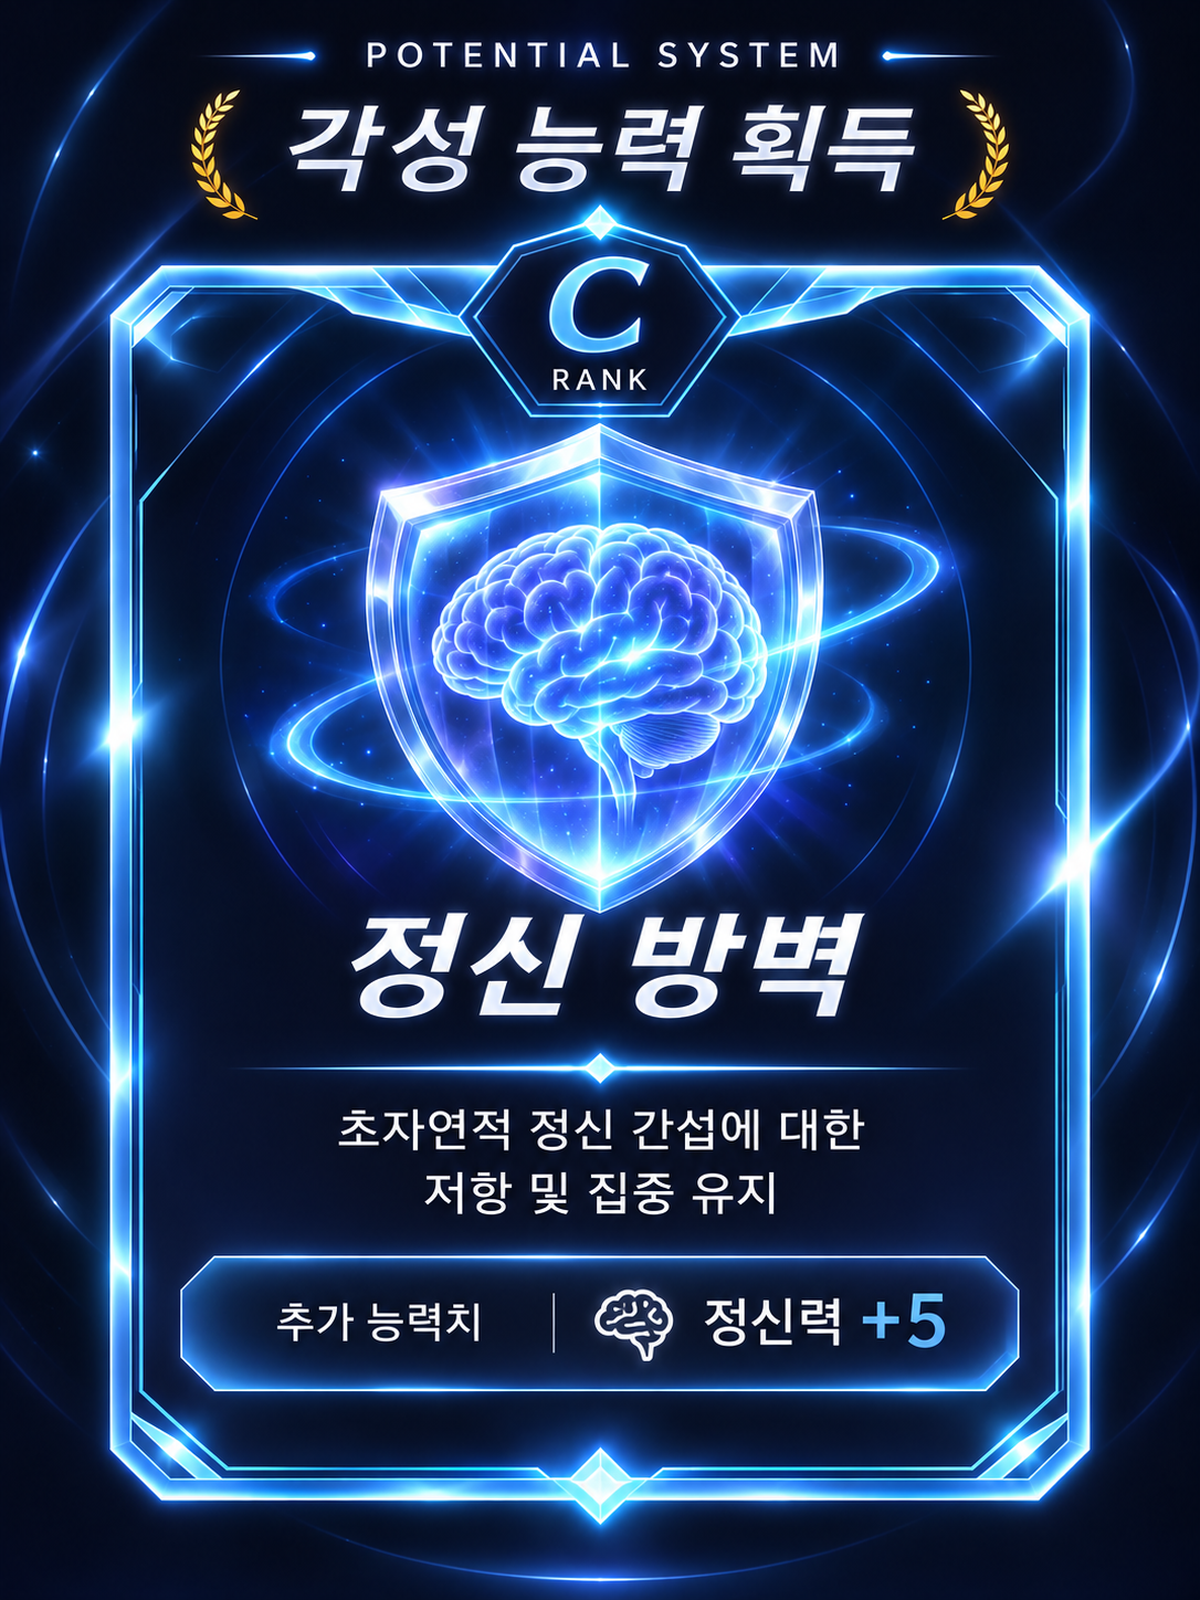 POTENTIAL SYSTEM
각성 능력 획득
C
RANK
정신 방벽
초자연적 정신 간섭에 대한
저항 및 집중 유지
추가 능력치 정신력 +5